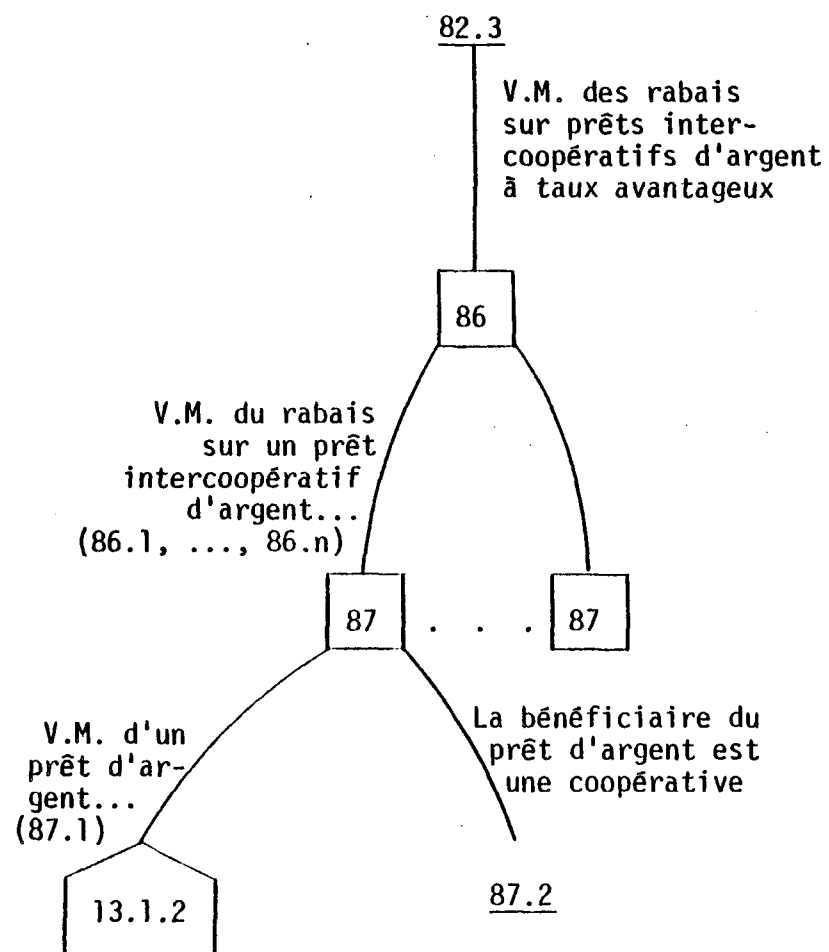 82.3
V.M. des rabais
sur prêts inter-
coopératifs d'argent
à taux avantageux
86
V.M. du rabais
sur un prêt
intercoopératif
d'argent...
(86.1, ..., 86.n)
87 . . . 87
V.M. d'un
prêt d'ar-
gent...
(87.1)
La bénéficiaire du
prêt d'argent est
une coopérative
13.1.2
87.2